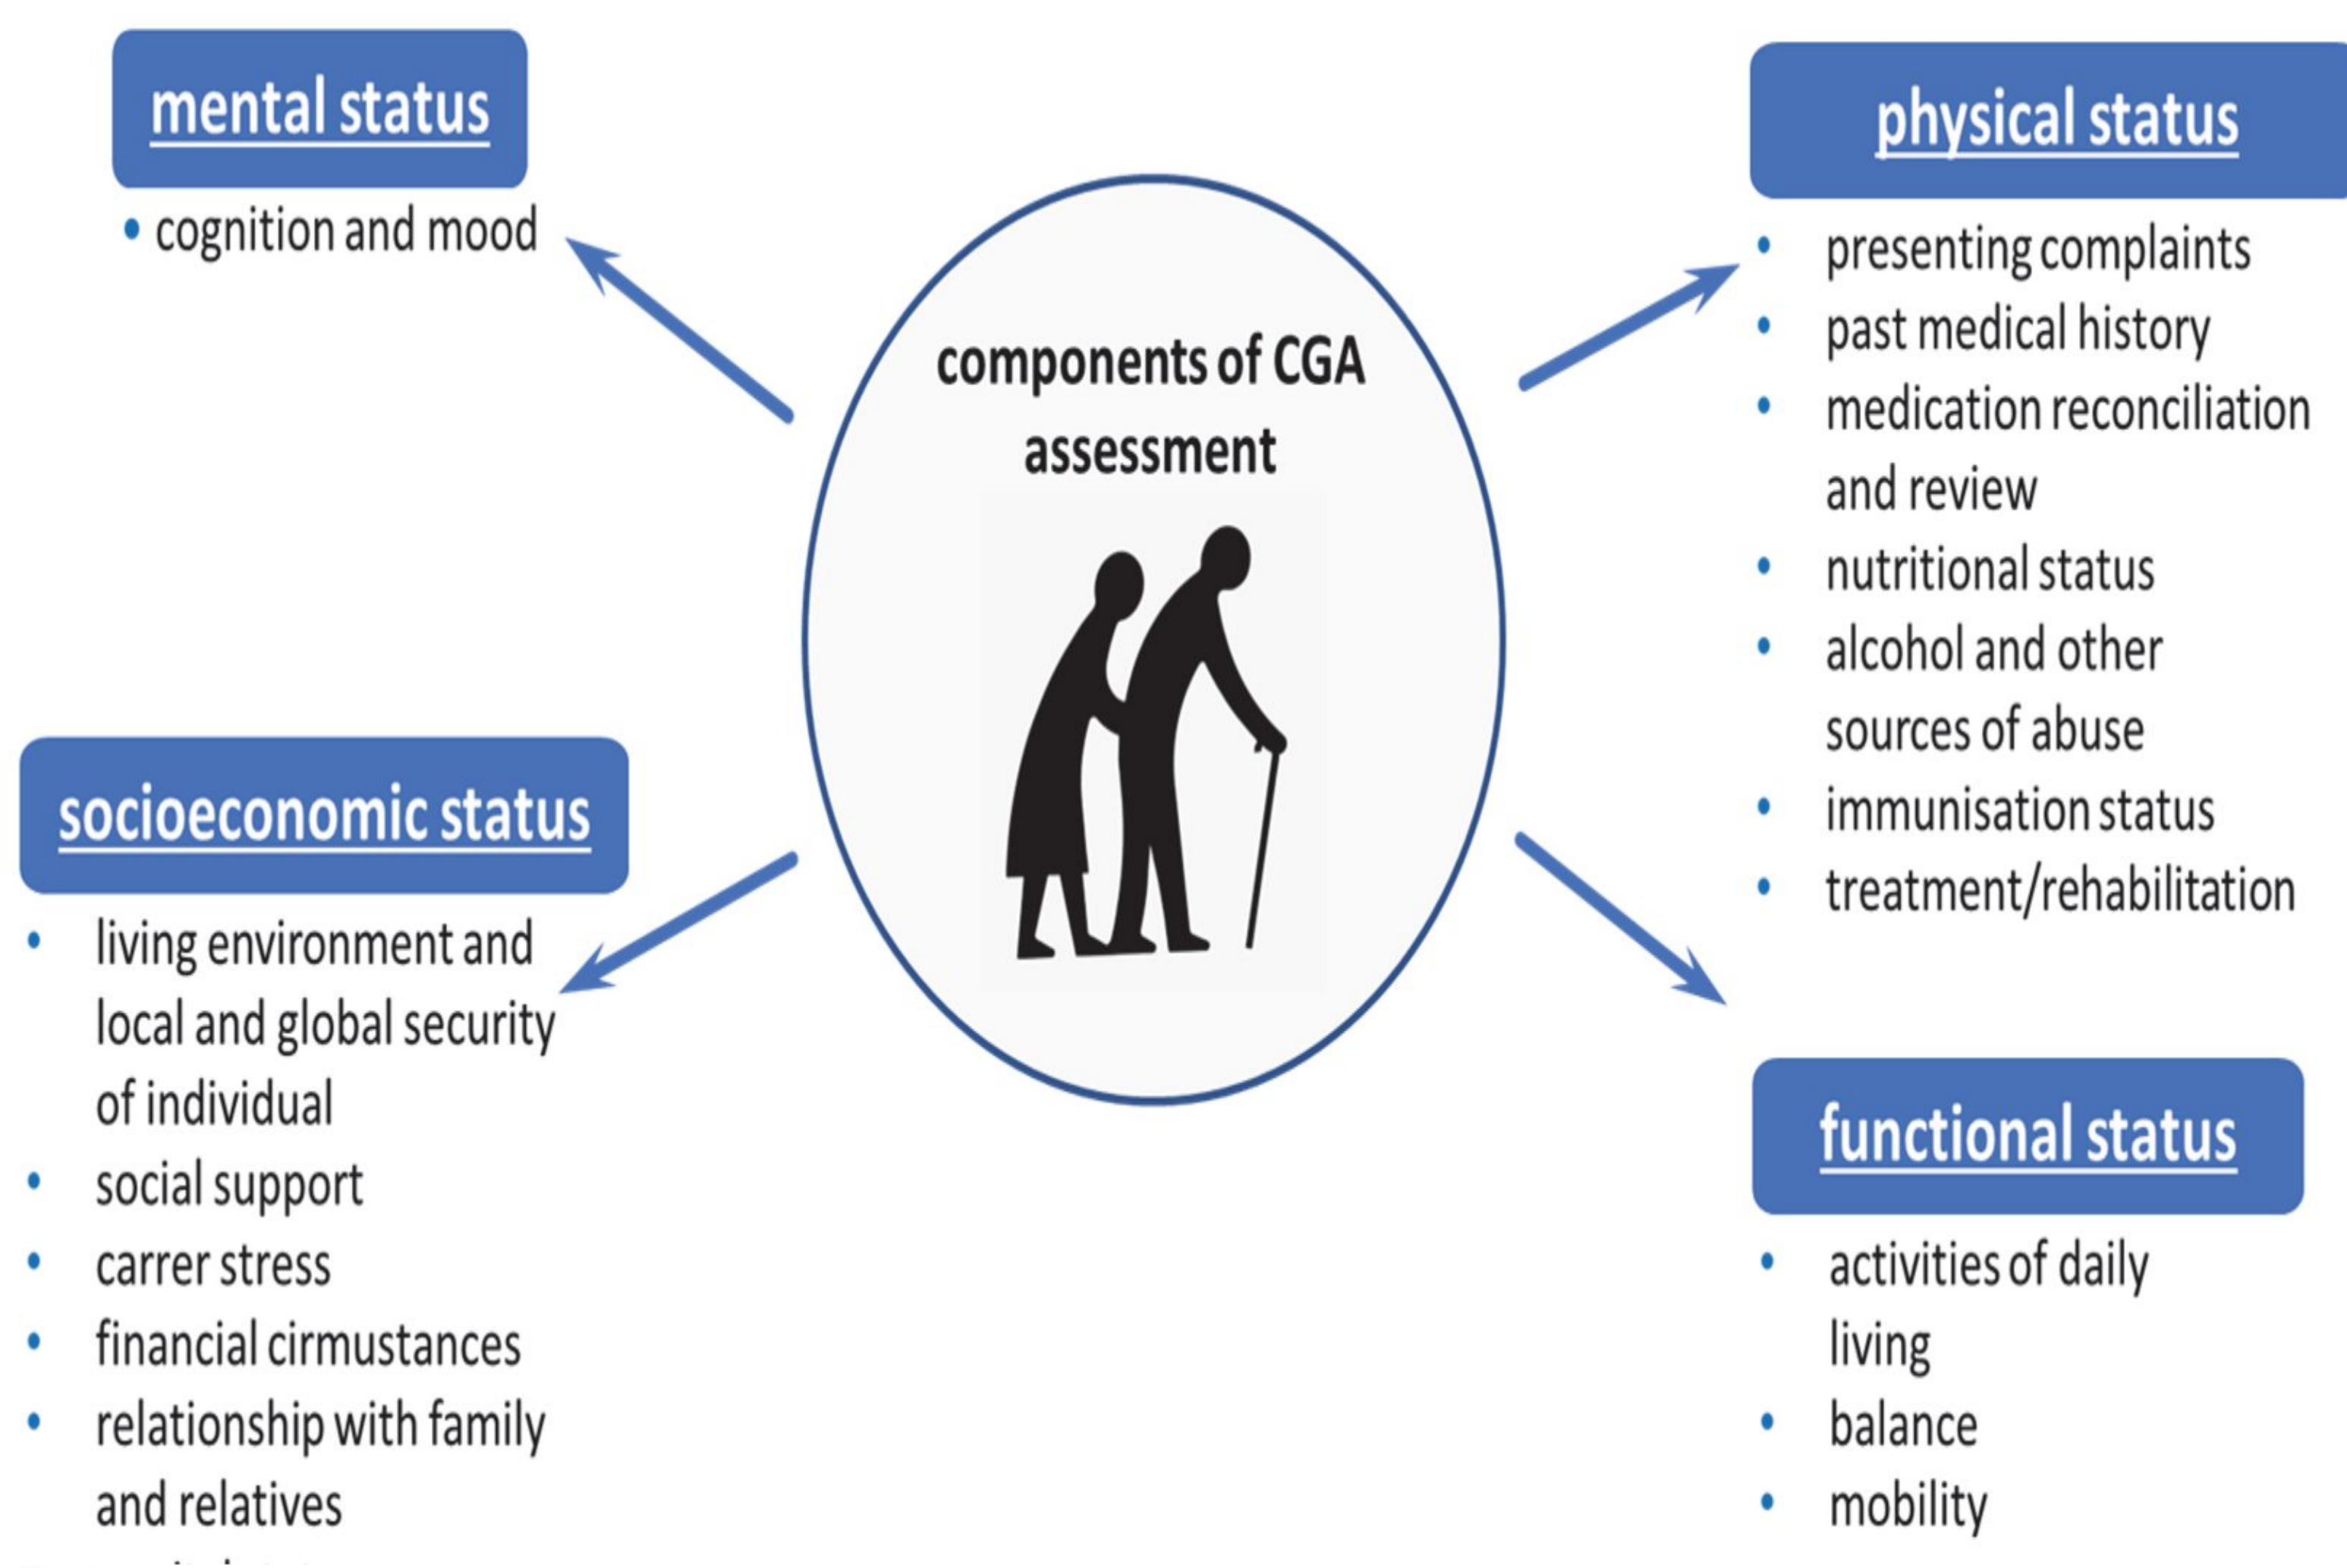 mental status
• cognition and mood
components of CGA
assessment
physical status
• presenting complaints
• past medical history
• medication reconciliation
and review
• nutritional status
• alcohol and other
sources of abuse
• immunisation status
• treatment/rehabilitation
socioeconomic status
• living environment and
local and global security
of individual
• social support
• carrer stress
• financial cirmustances
• relationship with family
and relatives
functional status
• activities of daily
living
• balance
• mobility